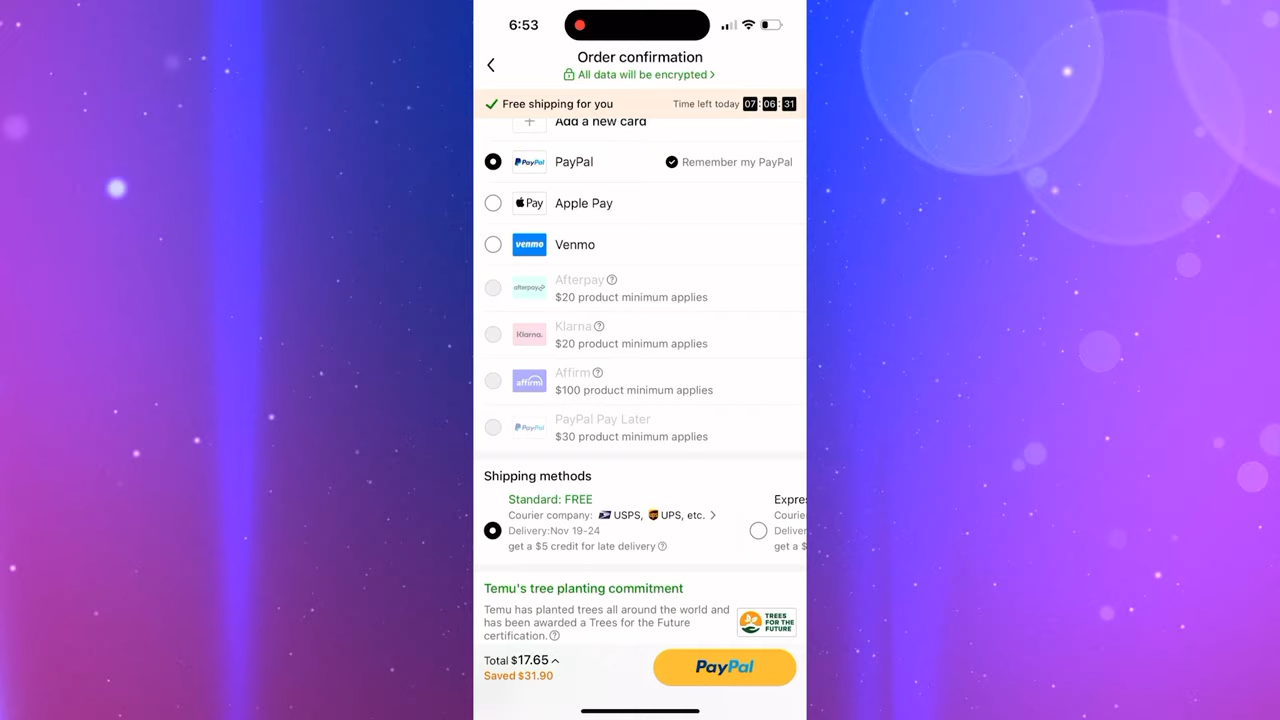 6:53
Order confirmation
All data will be encrypted >
Free shipping for you Time left today 07:06:31
Add a new card
PayPal PayPal Remember my PayPal
Pay Apple Pay
venmo Venmo
Afterpay
afterpay
$20 product minimum applies
Klarna
Klarna.
$20 product minimum applies
Affirm
affirm
$100 product minimum applies
PayPal Pay Later
PayPal
$30 product minimum applies
Shipping methods
Standard: FREE
Courier company: USPS, UPS, etc. >
Delivery:Nov 19-24
get a $5 credit for late delivery
Expre
Courie
Deliver
get a $
Temu's tree planting commitment
Temu has planted trees all around the world and
has been awarded a Trees for the Future
certification.
TREES
FOR THE
FUTURE
Total $17.65
Saved $31.90
PayPal